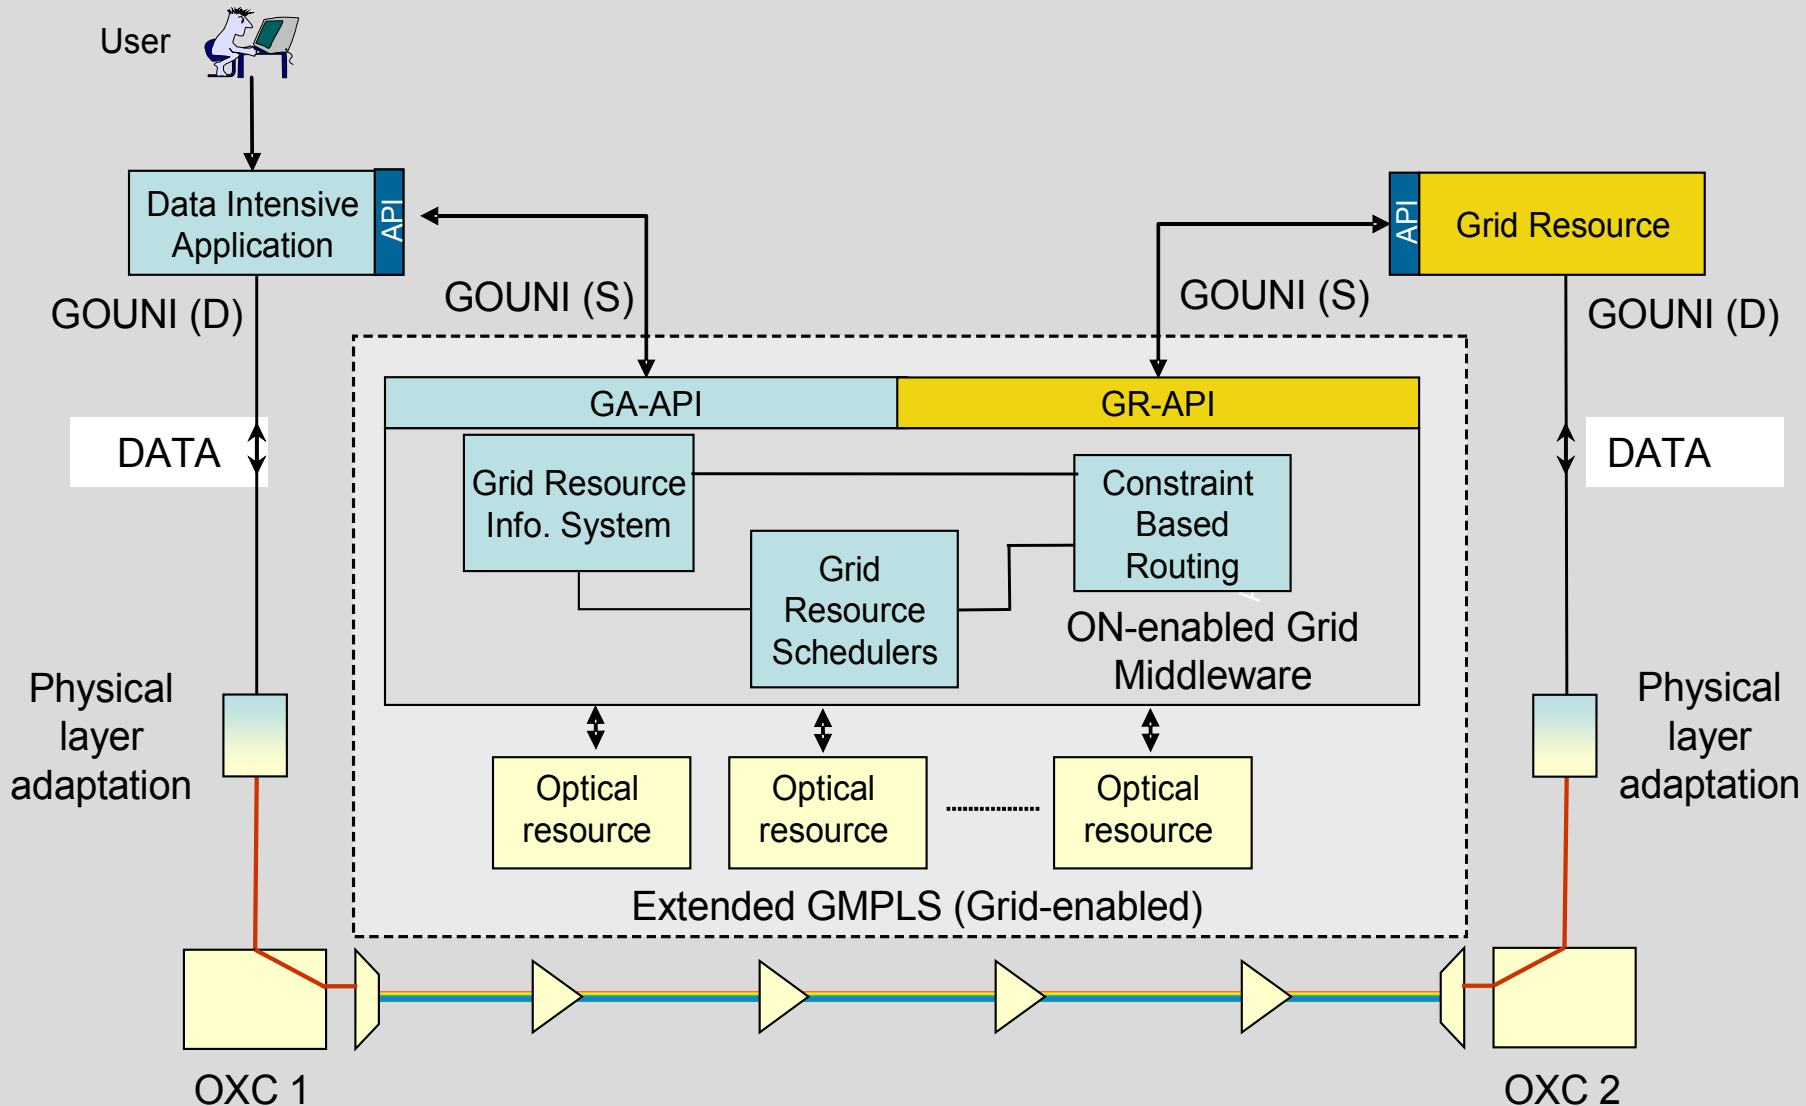 User
Data Intensive
Application
API
API
Grid Resource
GOUNI (D)
GOUNI (S)
GOUNI (S)
GOUNI (D)
GA-API
GR-API
DATA
DATA
Grid Resource
Info. System
Constraint
Based
Routing
Grid
Resource
Schedulers
ON-enabled Grid
Middleware
Physical
layer
adaptation
Physical
layer
adaptation
Optical
resource
Optical
resource
Optical
resource
Extended GMPLS (Grid-enabled)
OXC 1
OXC 2